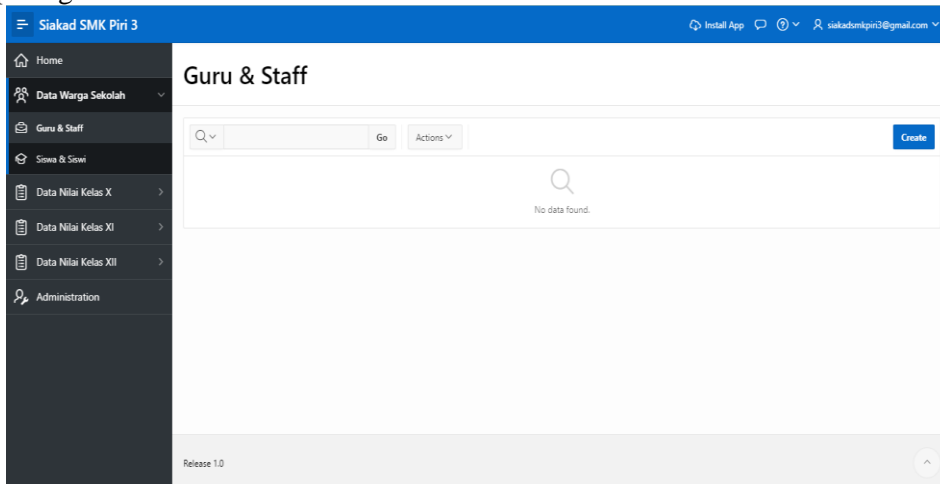 Siakad SMK Piri 3
Install App
siakadsmkpiri3@gmail.com
Home
Data Warga Sekolah
Guru & Staff
Siswa & Siswi
Data Nilai Kelas X
Data Nilai Kelas XI
Data Nilai Kelas XII
Administration
Guru & Staff
Go
Actions
Create
No data found.
Release 1.0